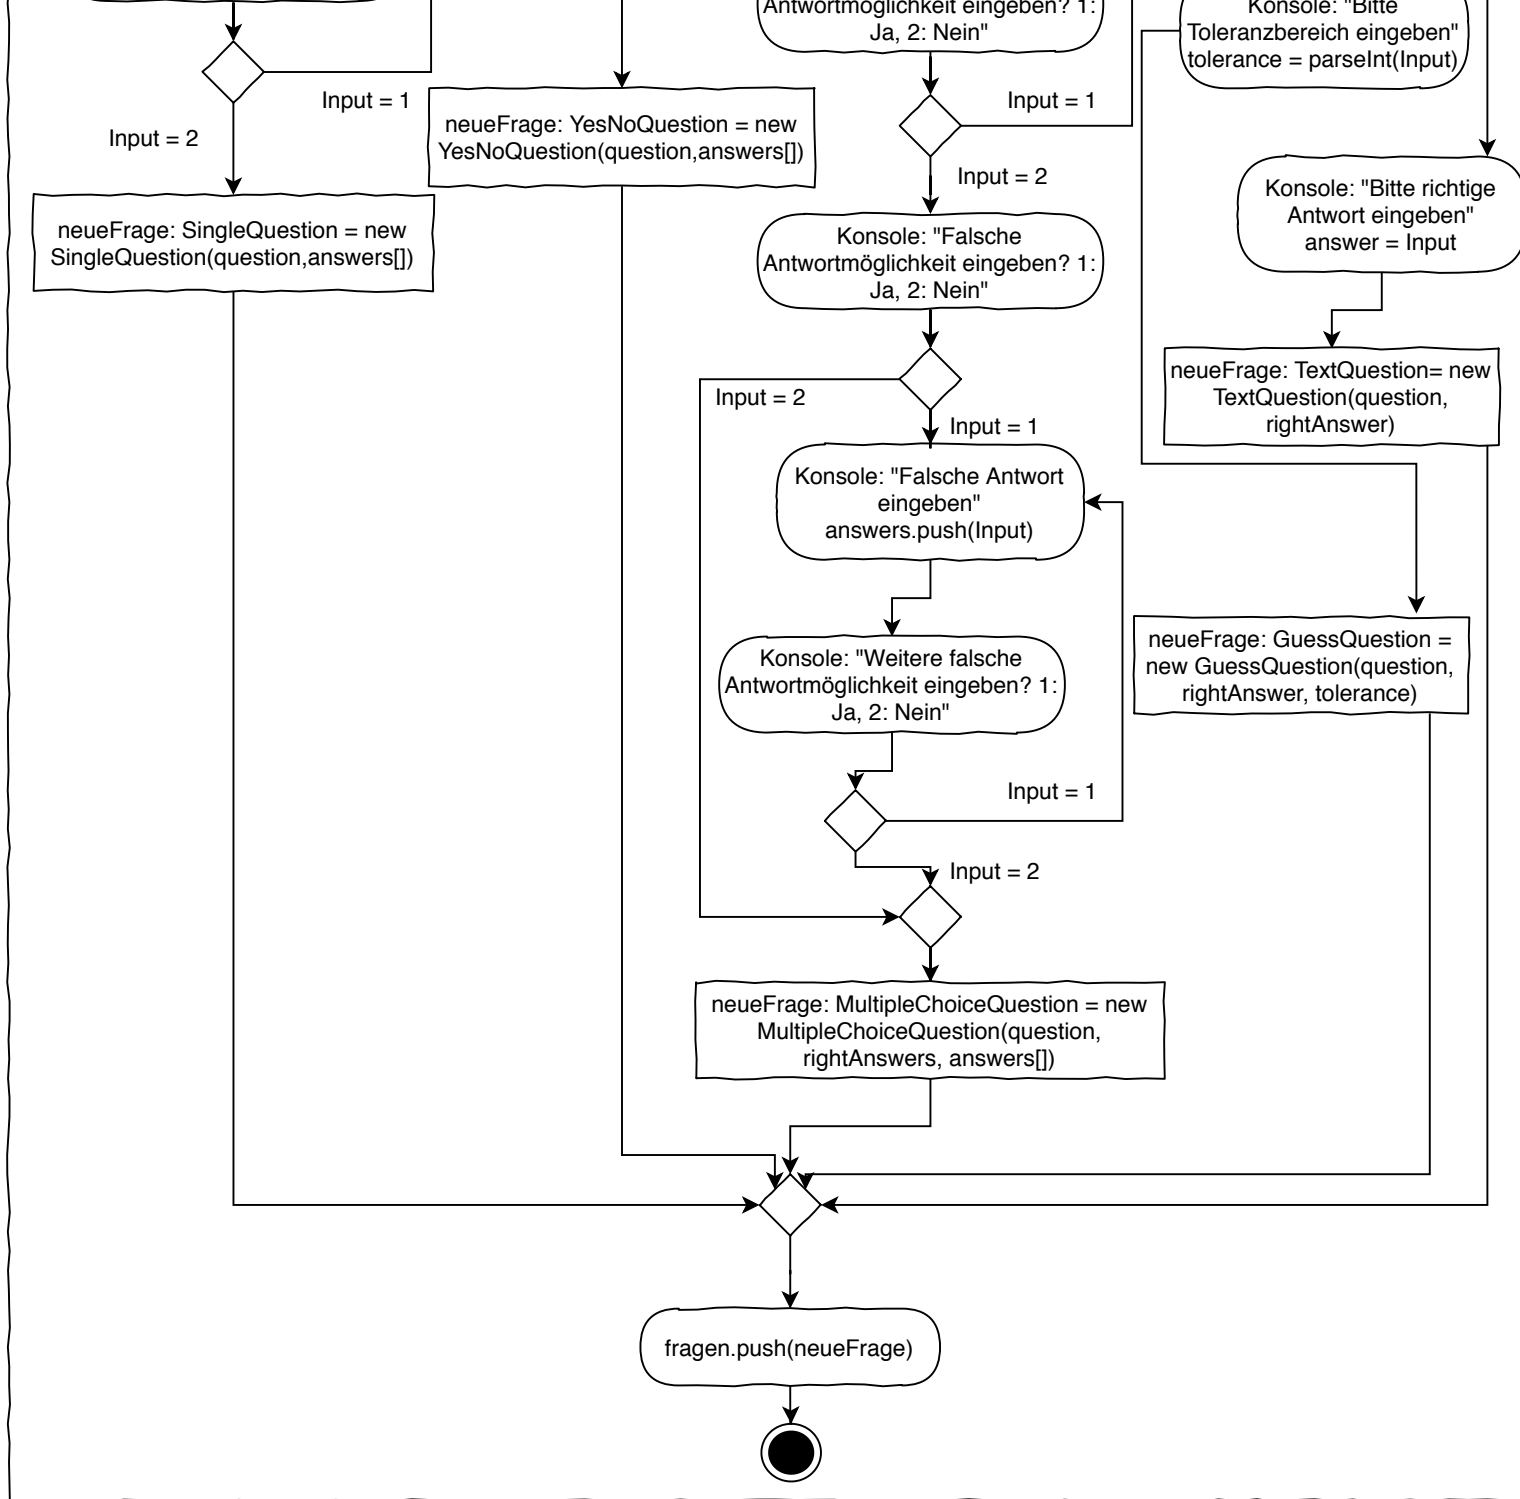 Antwortmöglichkeit eingeben? 1:
Ja, 2: Nein"
Konsole: "Bitte
Toleranzbereich eingeben"
tolerance = parseInt(Input)
Input = 1
Input = 2
neueFrage: YesNoQuestion = new
YesNoQuestion(question,answers[])
Input = 1
Input = 2
neueFrage: SingleQuestion = new
SingleQuestion(question,answers[])
Konsole: "Bitte richtige
Antwort eingeben"
answer = Input
Konsole: "Falsche
Antwortmöglichkeit eingeben? 1:
Ja, 2: Nein"
Input = 2
Input = 1
neueFrage: TextQuestion= new
TextQuestion(question,
rightAnswer)
Konsole: "Falsche Antwort
eingeben"
answers.push(Input)
Konsole: "Weitere falsche
Antwortmöglichkeit eingeben? 1:
Ja, 2: Nein"
neueFrage: GuessQuestion =
new GuessQuestion(question,
rightAnswer, tolerance)
Input = 1
Input = 2
neueFrage: MultipleChoiceQuestion = new
MultipleChoiceQuestion(question,
rightAnswers, answers[])
fragen.push(neueFrage)